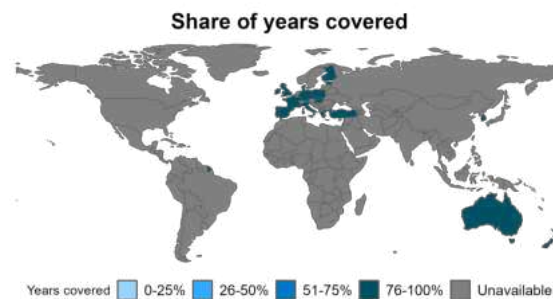 Share of years covered
Years covered 0-25% 26-50% 51-75% 76-100% Unavailable